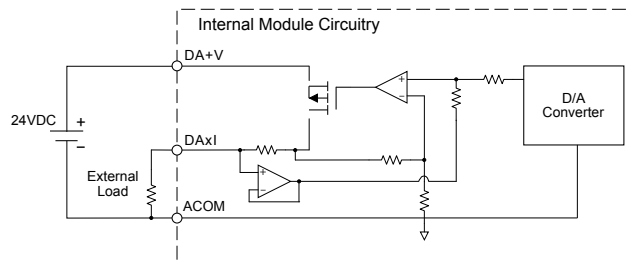 Internal Module Circuitry
DA+V
24VDC
+
−
DAxI
External
Load
ACOM
+
−
+
−
D/A
Converter